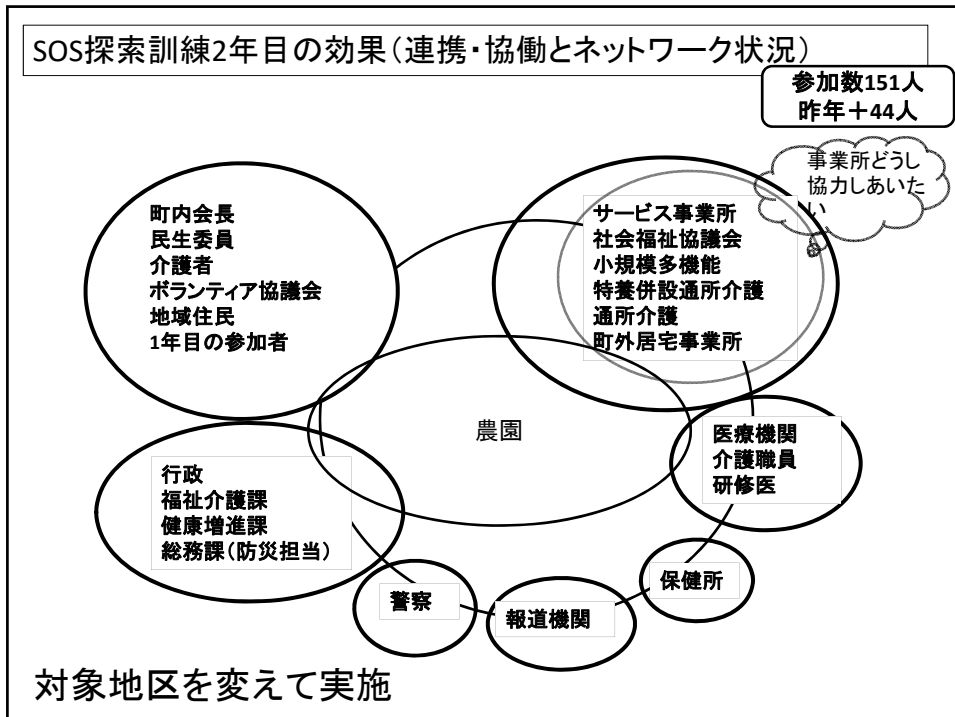 SOS探索訓練2年目の効果（連携・協働とネットワーク状況）
参加数151人
昨年＋44人
事業所どうし
協力しあいた
い
町内会長
民生委員
介護者
ボランティア協議会
地域住民
1年目の参加者
サービス事業所
社会福祉協議会
小規模多機能
特養併設通所介護
通所介護
町外居宅事業所
農園
医療機関
介護職員
研修医
行政
福祉介護課
健康増進課
総務課（防災担当）
保健所
警察
報道機関
対象地区を変えて実施